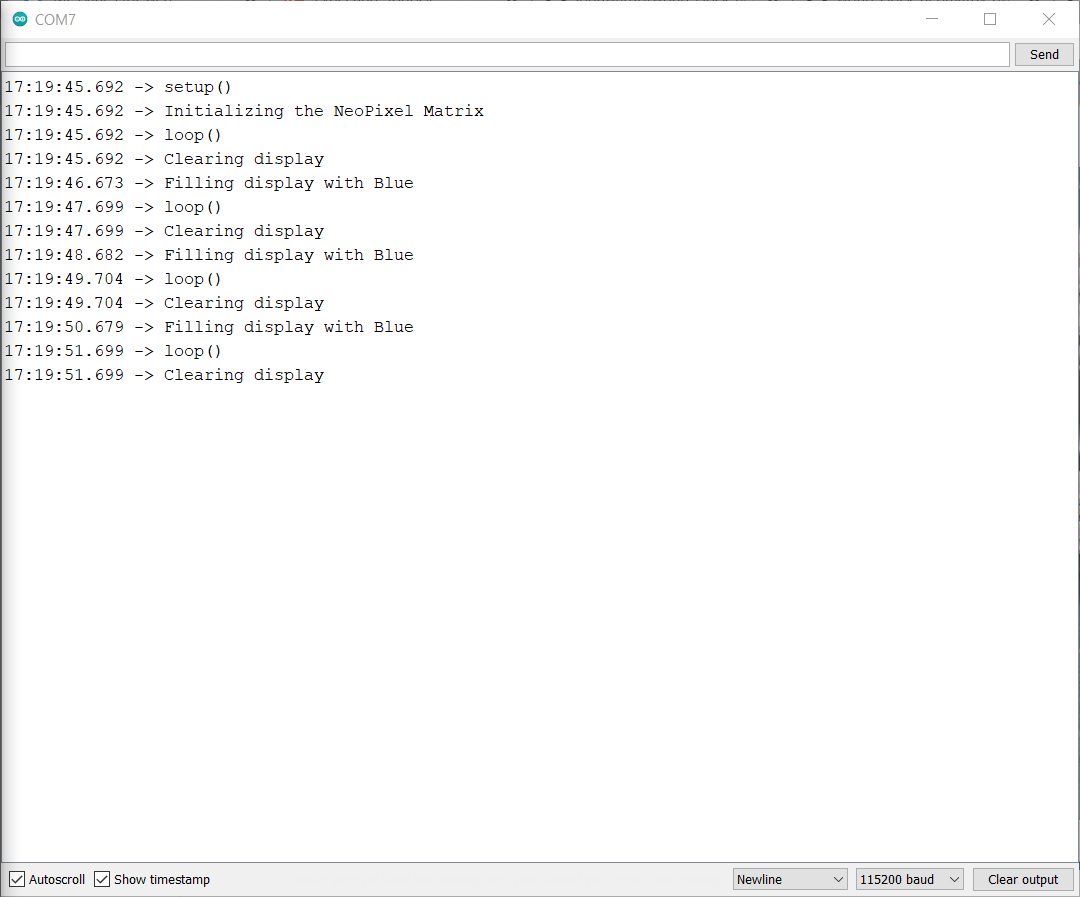 COM7
Send
17:19:45.692 -> setup()
17:19:45.692 -> Initializing the NeoPixel Matrix
17:19:45.692 -> loop()
17:19:45.692 -> Clearing display
17:19:46.673 -> Filling display with Blue
17:19:47.699 -> loop()
17:19:47.699 -> Clearing display
17:19:48.682 -> Filling display with Blue
17:19:49.704 -> loop()
17:19:49.704 -> Clearing display
17:19:50.679 -> Filling display with Blue
17:19:51.699 -> loop()
17:19:51.699 -> Clearing display
Autoscroll Show timestamp Newline 115200 baud Clear output